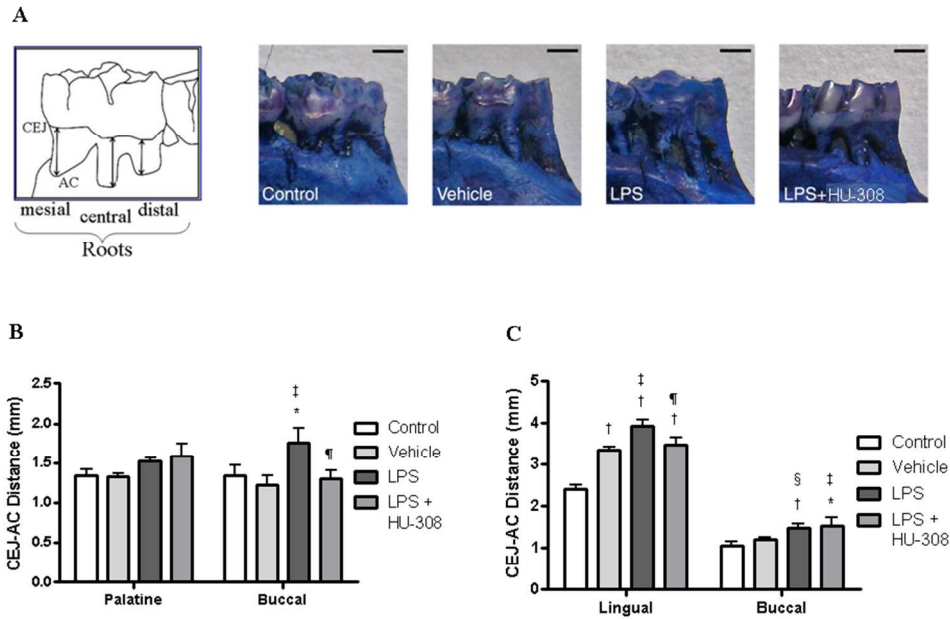 A
CEJ
AC
mesial central distal
Roots
Control
Vehicle
LPS
LPS+HU-308
B
CEJ-AC Distance (mm)
2.5
2.0
1.5
1.0
0.5
0.0
‡
*
¶
Palatine
Buccal
Control
Vehicle
LPS
LPS +
HU-308
C
CEJ-AC Distance (mm)
5
4
3
2
1
0
†
‡
†
¶
†
§
†
‡
*
Lingual
Buccal
Control
Vehicle
LPS
LPS +
HU-308